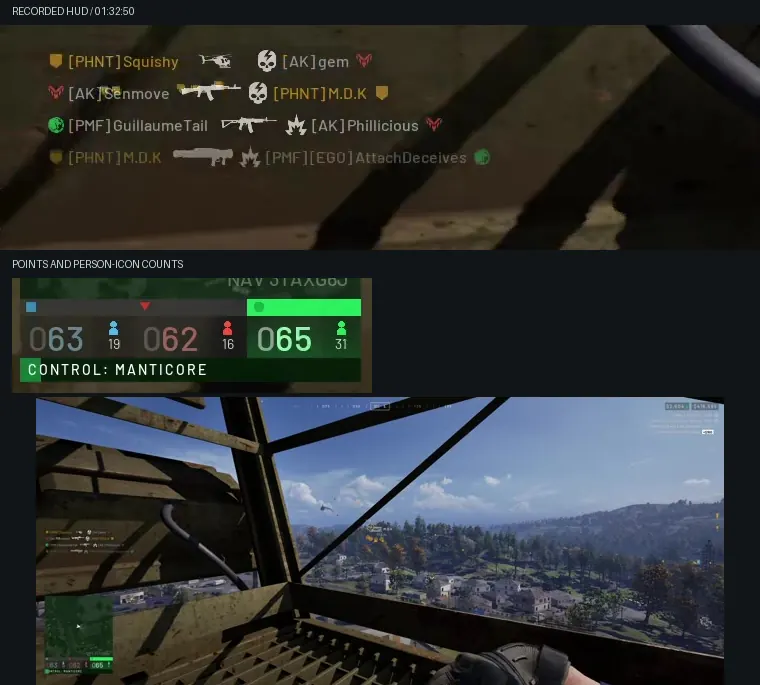 RECORDED HUD / 01:32:50
[PHNT]Squishy [AK]gem
[AK]Senmove [PHNT]M.D.K
[PMF]GuillaumeTail [AK]Phillicious
[PHNT]M.D.K [PMF][EGO]AttachDeceives
POINTS AND PERSON-ICON COUNTS
063 19 062 16 065 31
CONTROL: MANTICORE